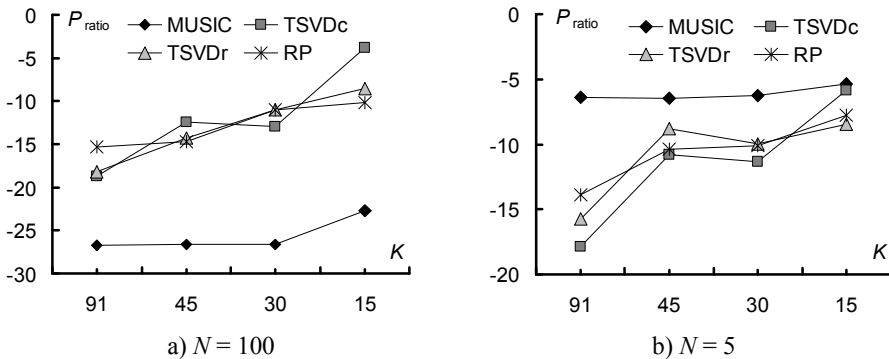 P ratio
MUSIC TSVDc
TSVDr RP
0
-5
-10
-15
-20
-25
-30
K
91 45 30 15
a) N = 100
P ratio
MUSIC TSVDc
TSVDr RP
0
-5
-10
-15
-20
K
91 45 30 15
b) N = 5